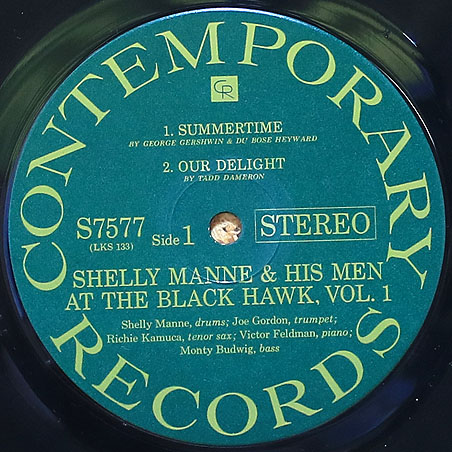 CONTEMPORARY
CR
1. SUMMERTIME
BY GEORGE GERSHWIN & DU BOSE HEYWARD
2. OUR DELIGHT
BY TADD DAMERON
S7577
(LKS 133)
Side 1
STEREO
SHELLY MANNE & HIS MEN
AT THE BLACK HAWK, VOL. 1
Shelly Manne, drums; Joe Gordon, trumpet;
Richie Kamuca, tenor sax; Victor Feldman, piano;
Monty Budwig, bass
RECORDS